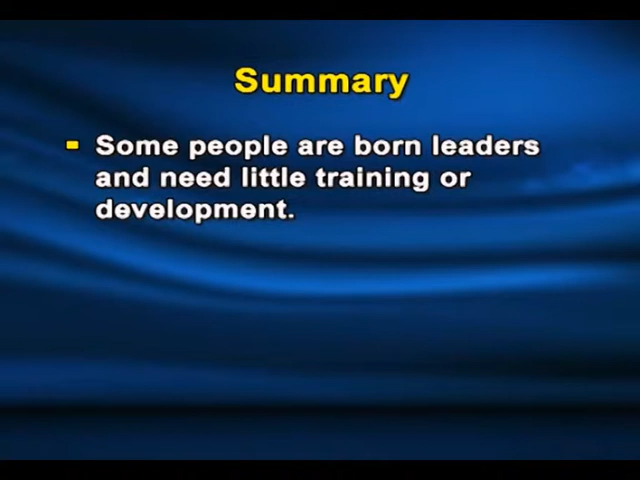 Summary
Some people are born leaders
and need little training or
development.